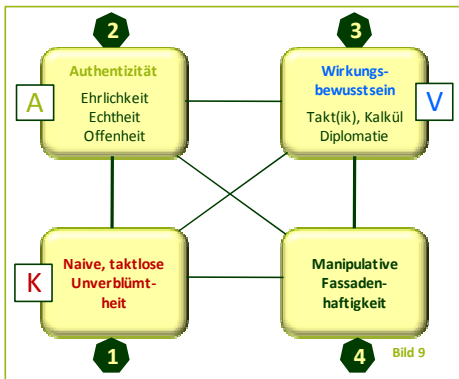 2
3
A
Authentizität
Ehrlichkeit
Echtheit
Offenheit
Wirkungs-
bewusstsein
Takt(ik), Kalkül
Diplomatie
V
K
Naive, taktlose
Unverblümt-
heit
Manipulative
Fassaden-
haftigkeit
1
4
Bild 9